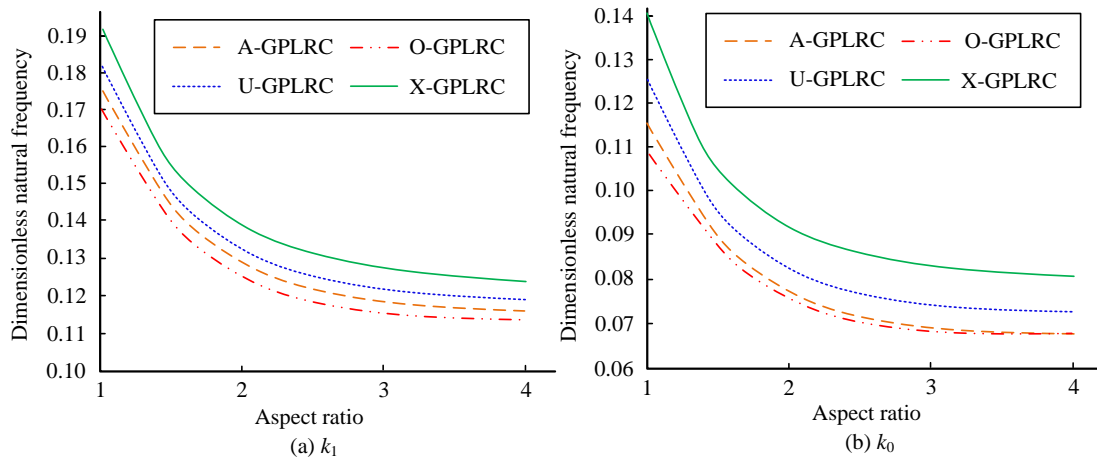 Dimensionless natural frequency
0.19
0.18
0.17
0.16
0.15
0.14
0.13
0.12
0.11
0.10
A-GPLRC O-GPLRC
U-GPLRC X-GPLRC
1 2 3 4
Aspect ratio
(a) k1
Dimensionless natural frequency
0.14
0.13
0.12
0.11
0.10
0.09
0.08
0.07
0.06
A-GPLRC O-GPLRC
U-GPLRC X-GPLRC
1 2 3 4
Aspect ratio
(b) k0